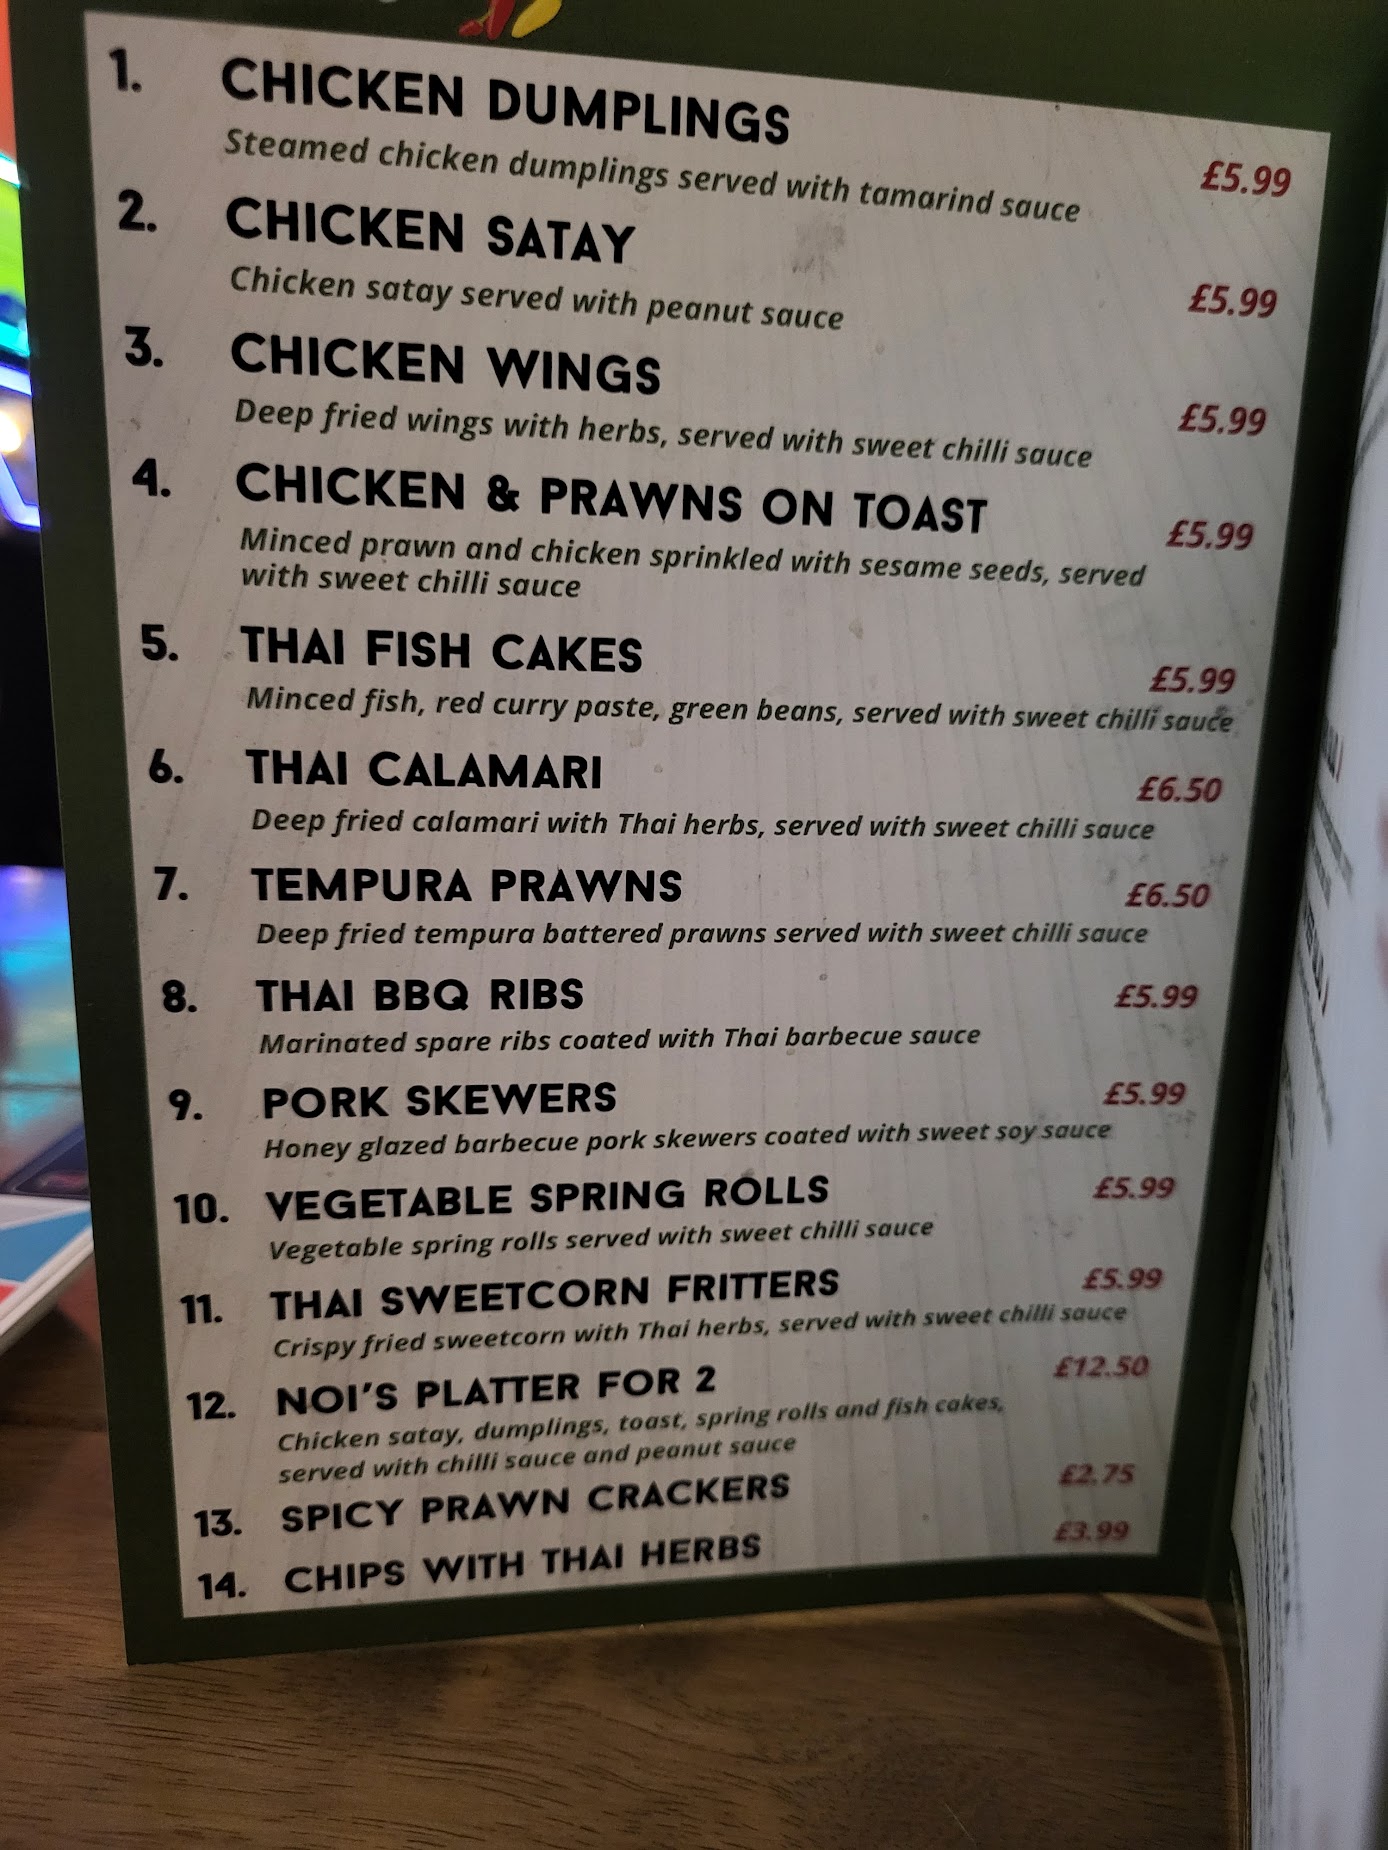 1. CHICKEN DUMPLINGS
Steamed chicken dumplings served with tamarind sauce £5.99
2. CHICKEN SATAY
Chicken satay served with peanut sauce £5.99
3. CHICKEN WINGS
Deep fried wings with herbs, served with sweet chilli sauce £5.99
4. CHICKEN & PRAWNS ON TOAST £5.99
Minced prawn and chicken sprinkled with sesame seeds, served
with sweet chilli sauce
5. THAI FISH CAKES £5.99
Minced fish, red curry paste, green beans, served with sweet chilli sauce
6. THAI CALAMARI £6.50
Deep fried calamari with Thai herbs, served with sweet chilli sauce
7. TEMPURA PRAWNS £6.50
Deep fried tempura battered prawns served with sweet chilli sauce
8. THAI BBQ RIBS £5.99
Marinated spare ribs coated with Thai barbecue sauce
9. PORK SKEWERS £5.99
Honey glazed barbecue pork skewers coated with sweet soy sauce
10. VEGETABLE SPRING ROLLS £5.99
Vegetable spring rolls served with sweet chilli sauce
11. THAI SWEETCORN FRITTERS £5.99
Crispy fried sweetcorn with Thai herbs, served with sweet chilli sauce
12. NOI'S PLATTER FOR 2 £12.50
Chicken satay, dumplings, toast, spring rolls and fish cakes,
served with chilli sauce and peanut sauce
13. SPICY PRAWN CRACKERS £2.75
14. CHIPS WITH THAI HERBS £3.99